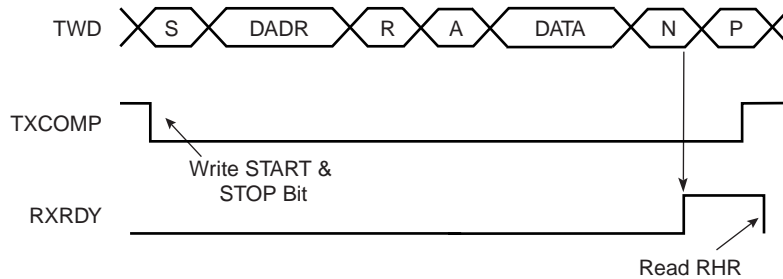 TWD S DADR R A DATA N P
TXCOMP
Write START &
STOP Bit
RXRDY
Read RHR